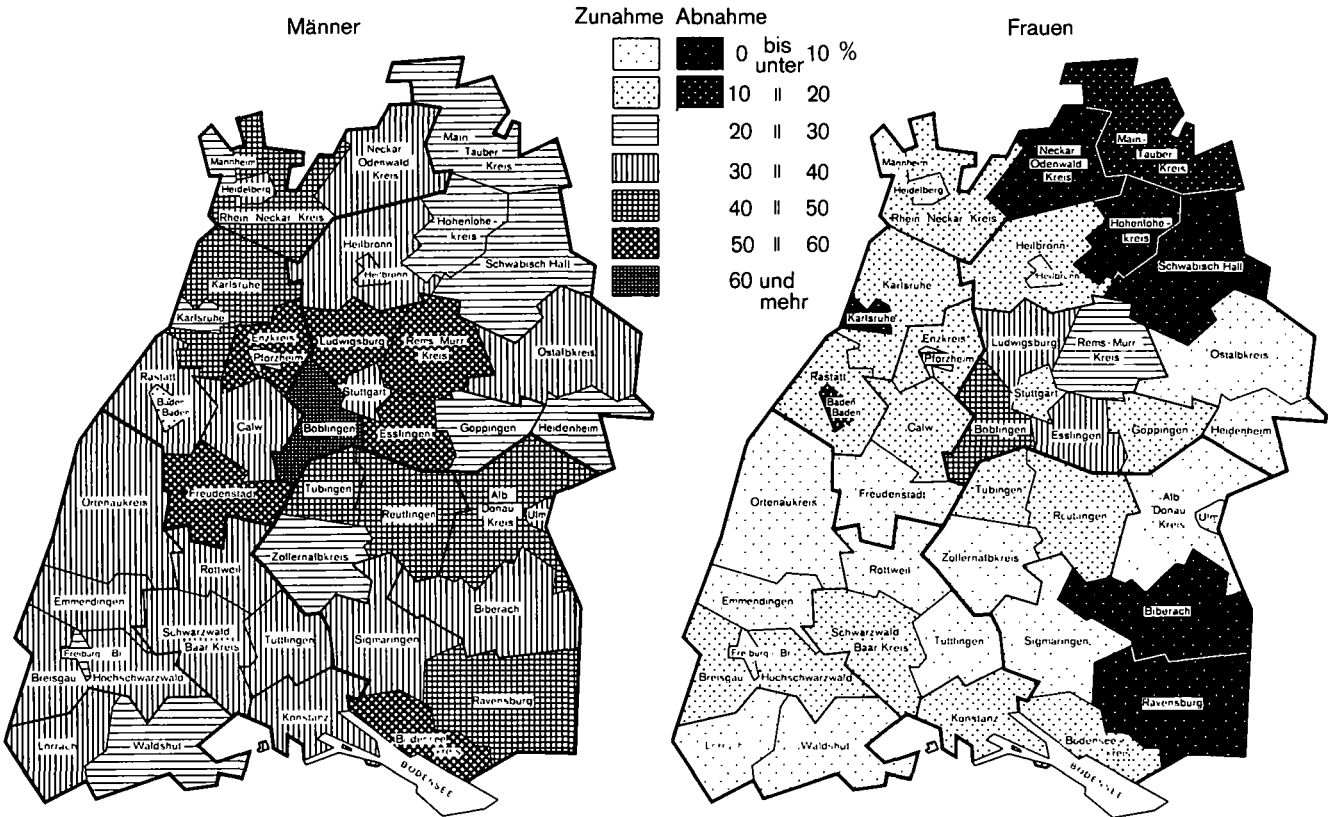 Männer
Zunahme Abnahme
Frauen
0 bis unter 10 %
10 " 20
20 " 30
30 " 40
40 " 50
50 " 60
60 und mehr
Main
Tauber
Kreis
Neckar
Odenwald
Kreis
Mannheim
Heidelberg
Rhein Neckar Kreis
Hohenlohe-
kreis
Heilbronn
Heilbronn
Schwäbisch Hall
Karlsruhe
Karlsruhe
Enzkreis
Pforzheim
Ludwigsburg
Rems Murr
Kreis
Ostalbkreis
Rastatt
Baden
Baden
Stuttgart
Calw
Böblingen
Esslingen
Göppingen
Heidenheim
Freudenstadt
Tübingen
Reutlingen
Alb
Donau
Kreis
Ulm
Ortenaukreis
Zollernalbkreis
Rottweil
Emmendingen
Schwarzwald
Baar Kreis
Tuttlingen
Sigmaringen
Biberach
Freiburg Br
Breisgau
Hochschwarzwald
Ravensburg
Konstanz
Bodensee
kreis
Lörrach
Waldshut
BODENSEE
Main-
Tauber
Kreis
Neckar
Odenwald
Kreis
Mannheim
Heidelberg
Rhein Neckar Kreis
Hohenlohe-
kreis
Heilbronn
Heilbronn
Schwäbisch Hall
Karlsruhe
Karlsruhe
Enzkreis
Pforzheim
Ludwigsburg
Rems-Murr
Kreis
Ostalbkreis
Rastatt
Baden
Baden
Stuttgart
Calw
Böblingen
Esslingen
Göppingen
Heidenheim
Ortenaukreis
Freudenstadt
Tübingen
Reutlingen
Alb
Donau
Kreis
Ulm
Zollernalbkreis
Rottweil
Emmendingen
Schwarzwald
Baar Kreis
Tuttlingen
Sigmaringen
Biberach
Freiburg Br
Breisgau
Hochschwarzwald
Ravensburg
Konstanz
Bodensee
kreis
Lörrach
Waldshut
BODENSEE